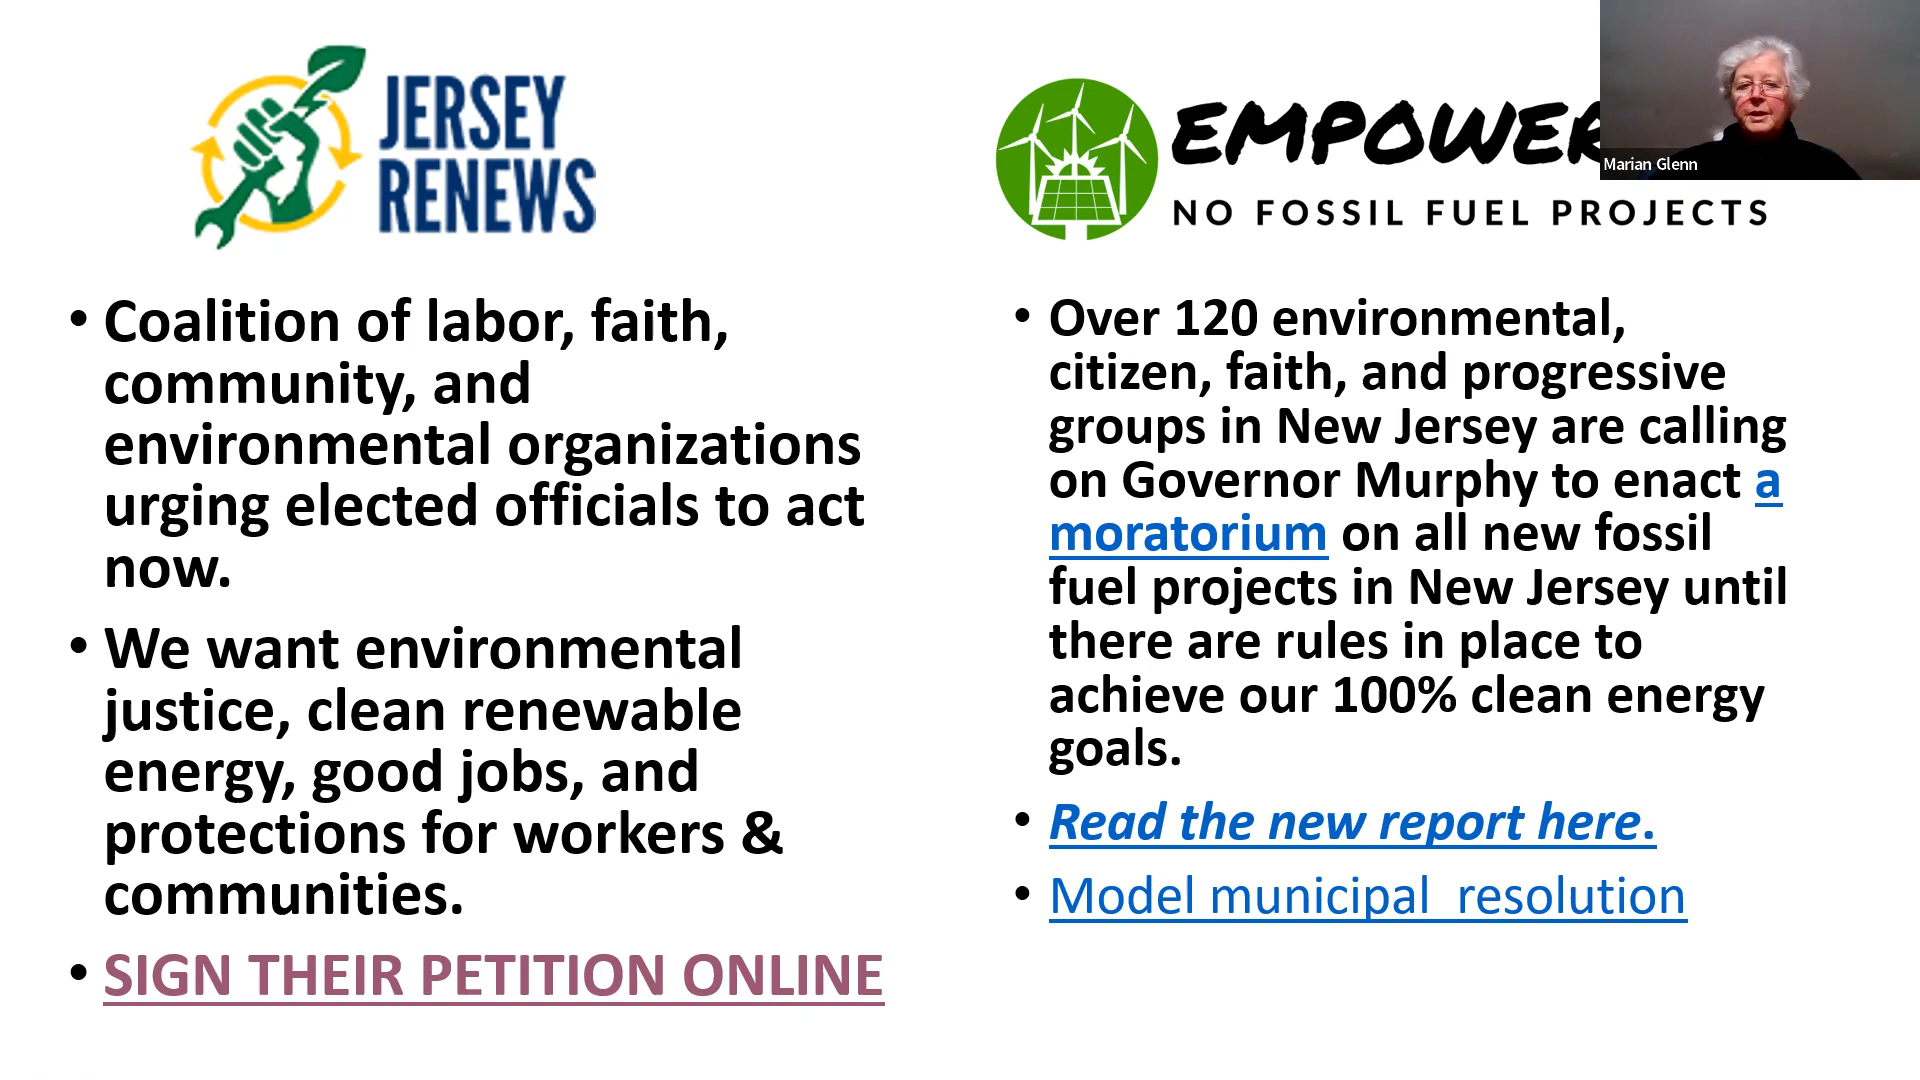 JERSEY
RENEWS
• Coalition of labor, faith,
community, and
environmental organizations
urging elected officials to act
now.
• We want environmental
justice, clean renewable
energy, good jobs, and
protections for workers &
communities.
• SIGN THEIR PETITION ONLINE
EMPOWER
NO FOSSIL FUEL PROJECTS
• Over 120 environmental,
citizen, faith, and progressive
groups in New Jersey are calling
on Governor Murphy to enact a
moratorium on all new fossil
fuel projects in New Jersey until
there are rules in place to
achieve our 100% clean energy
goals.
• Read the new report here.
• Model municipal  resolution
Marian Glenn